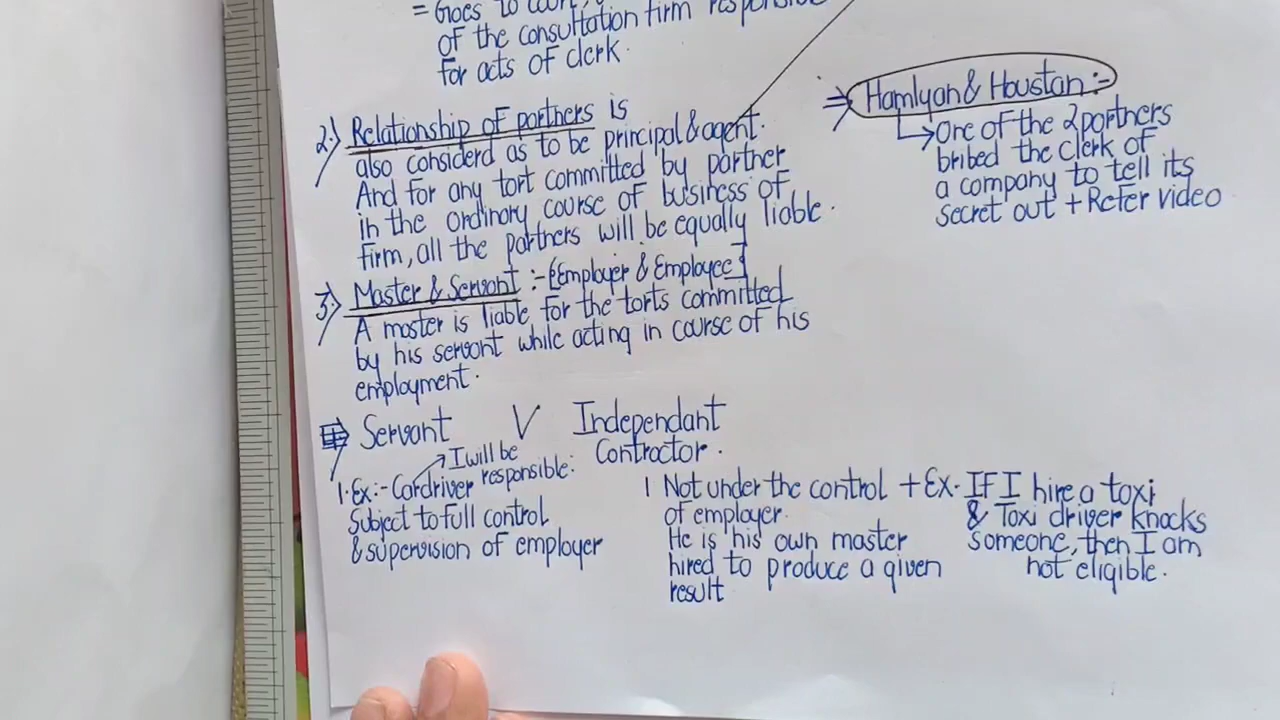 = Goes to court,
of the consultation firm responsible
for acts of clerk.
2.) Relationship of partners is
also considerd as to be principal & agent.
And for any tort committed by partner
in the ordinary course of business of
firm, all the partners will be equally liable.
⇒ Hamlyan & Houstan :-
↳ One of the 2 partners
bribed the clerk of
a company to tell its
secret out + Refer video
3.) Master & Servant :- [Employer & Employee]
A master is liable for the torts committed
by his servant while acting in course of his
employment.
Servant V Independant
Contractor.
→ I will be
responsible.
1. Ex:- Car driver
Subject to full control
& supervision of employer
1 Not under the control
of employer.
He is his own master
hired to produce a given
result
+ Ex- IF I hire a taxi
& Taxi driver knocks
someone, then I am
not eligible.